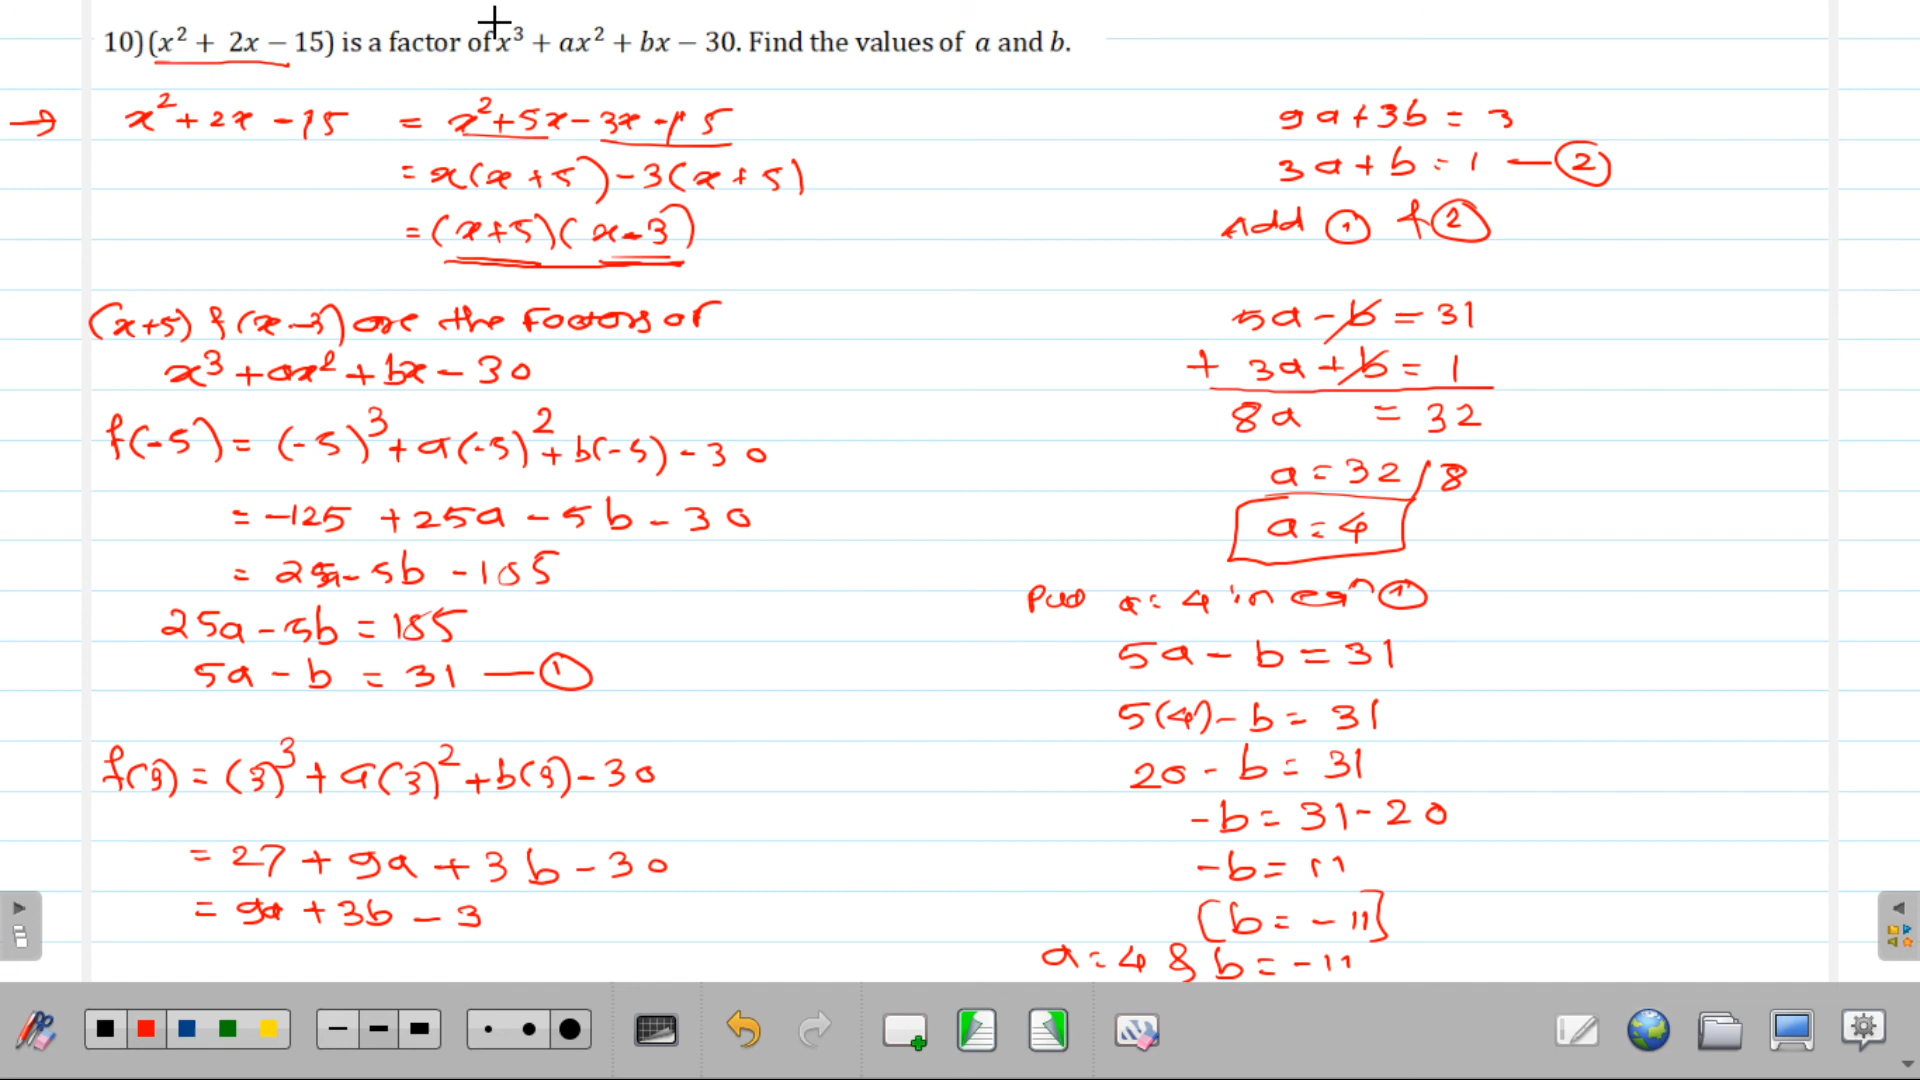 10) (x² + 2x − 15) is a factor of x³ + ax² + bx − 30. Find the values of a and b.
→ x² + 2x - 15 = x² + 5x - 3x - 15
= x(x + 5) - 3(x + 5)
= (x+5)(x-3)
(x+5) & (x-3) are the factors of
x³ + ax² + bx - 30
f(-5) = (-5)³ + a(-5)² + b(-5) - 30
= -125 + 25a - 5b - 30
= 25a - 5b - 155
25a - 5b = 155
5a - b = 31 — ①
f(3) = (3)³ + a(3)² + b(3) - 30
= 27 + 9a + 3b - 30
= 9a + 3b - 3
9a + 3b = 3
3a + b = 1 — ②
Add ① & ②
5a - b = 31
+ 3a + b = 1
8a = 32
a = 32/8
a = 4
Put a = 4 in eqn ①
5a - b = 31
5(4) - b = 31
20 - b = 31
-b = 31 - 20
-b = 11
[b = -11]
a = 4 & b = -11